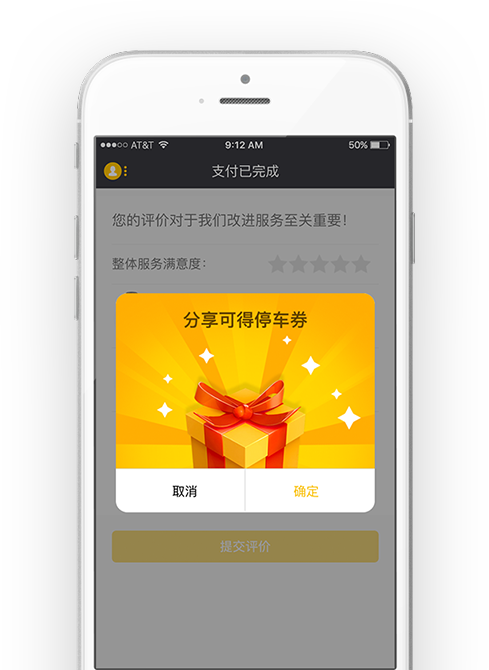 AT&T
9:12 AM
50%
支付已完成
您的评价对于我们改进服务至关重要!
整体服务满意度:
分享可得停车券
取消
确定
提交评价